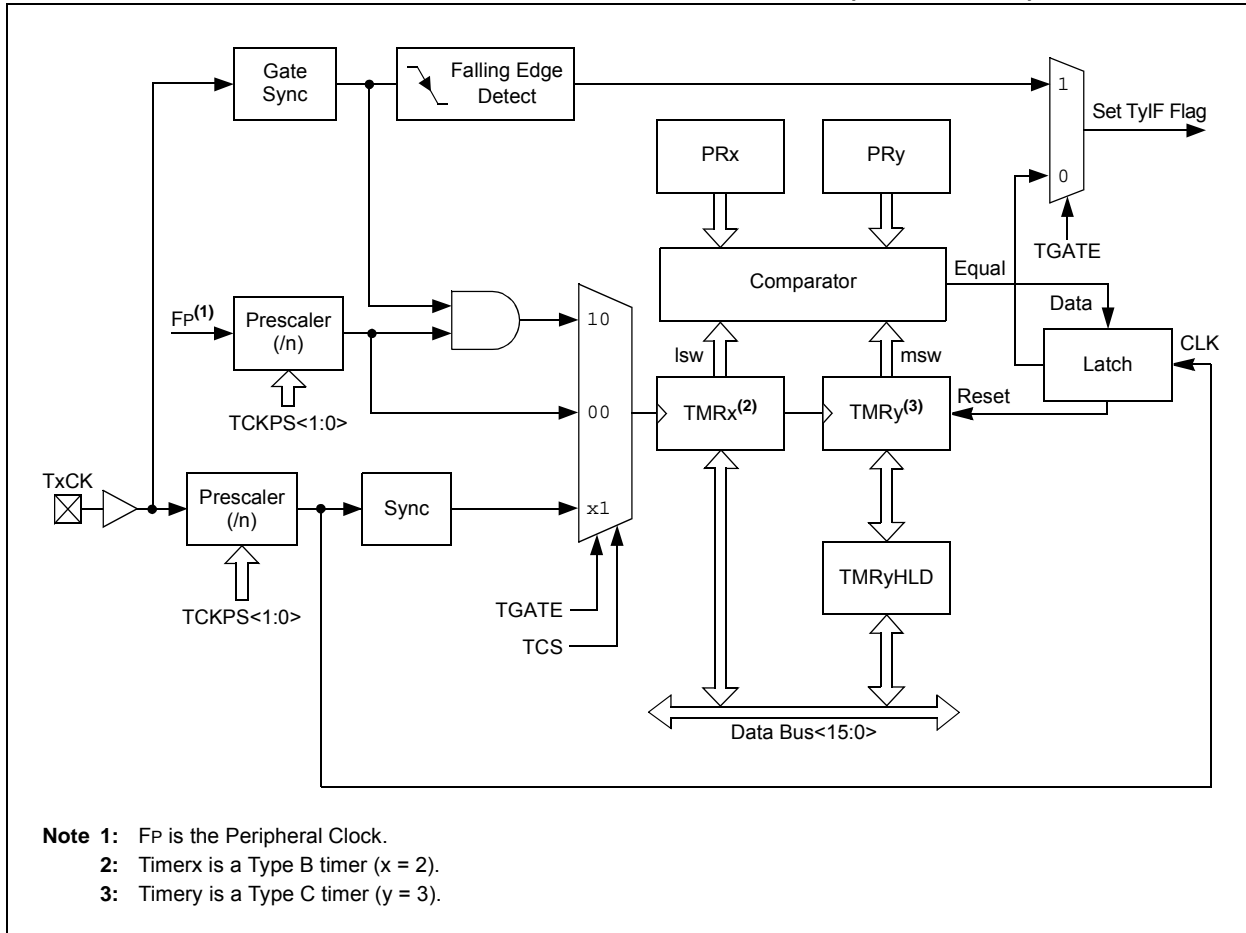 Gate
Sync
Falling Edge
Detect
1
Set TyIF Flag
PRx
PRy
0
TGATE
Comparator
Equal
Data
FP(1)
Prescaler
(/n)
10
lsw
msw
CLK
Latch
TCKPS<1:0>
00
TMRx(2)
TMRy(3)
Reset
TxCK
Prescaler
(/n)
Sync
x1
TMRyHLD
TCKPS<1:0>
TGATE
TCS
Data Bus<15:0>
Note 1: FP is the Peripheral Clock.
2: Timerx is a Type B timer (x = 2).
3: Timery is a Type C timer (y = 3).